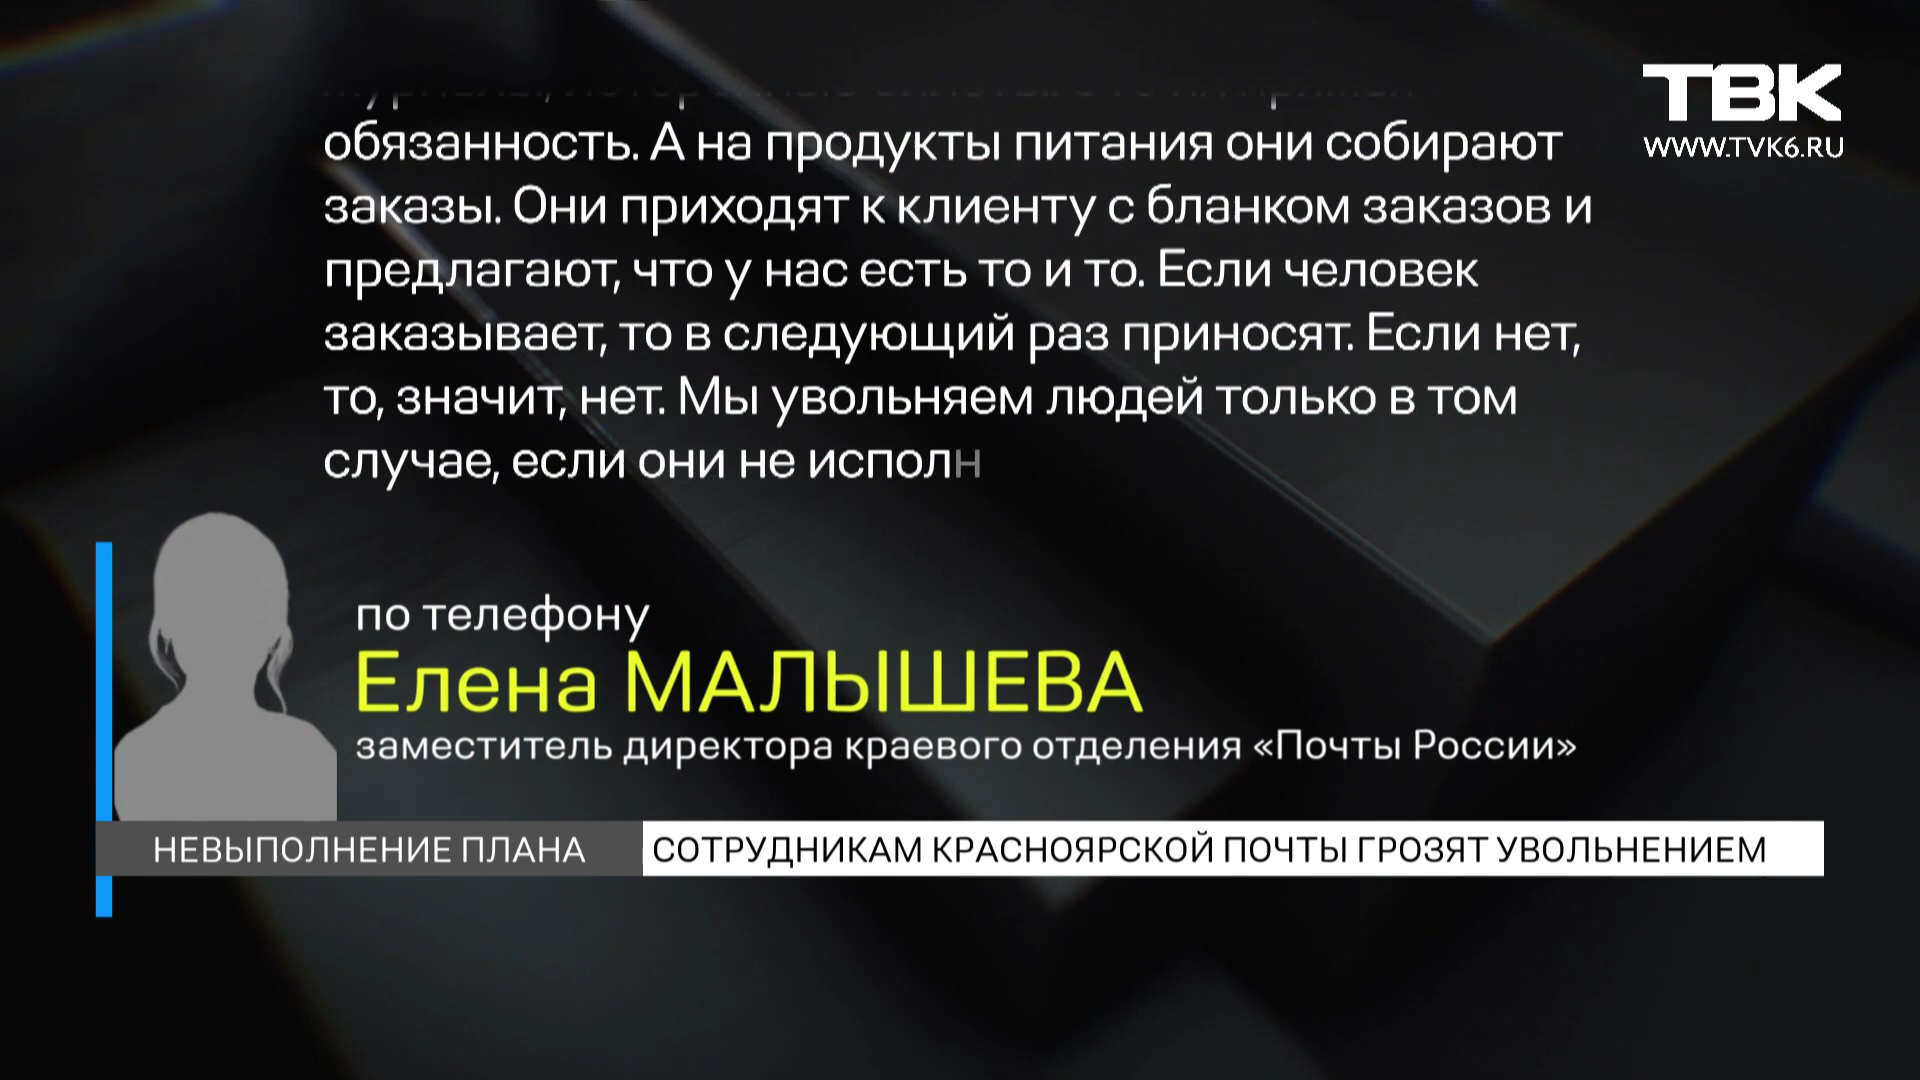 обязанность. А на продукты питания они собирают
заказы. Они приходят к клиенту с бланком заказов и
предлагают, что у нас есть то и то. Если человек
заказывает, то в следующий раз приносят. Если нет,
то, значит, нет. Мы увольняем людей только в том
случае, если они не исполн
ТВК
WWW.TVK6.RU
по телефону
Елена МАЛЫШЕВА
заместитель директора краевого отделения «Почты России»
НЕВЫПОЛНЕНИЕ ПЛАНА
СОТРУДНИКАМ КРАСНОЯРСКОЙ ПОЧТЫ ГРОЗЯТ УВОЛЬНЕНИЕМ